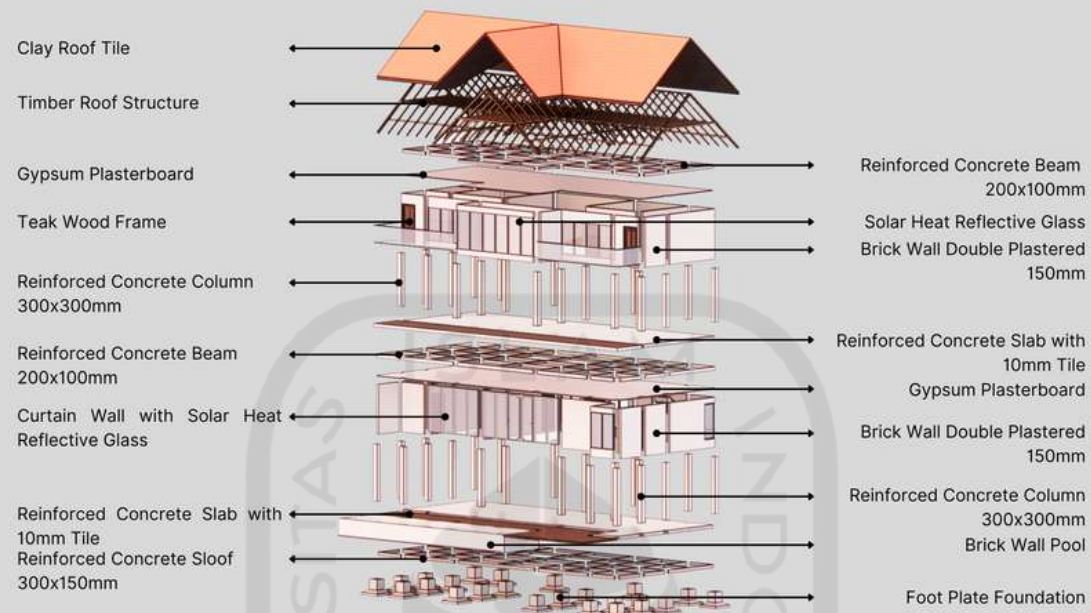 Clay Roof Tile
Timber Roof Structure
Gypsum Plasterboard
Teak Wood Frame
Reinforced Concrete Column
300x300mm
Reinforced Concrete Beam
200x100mm
Curtain Wall with Solar Heat
Reflective Glass
Reinforced Concrete Slab with
10mm Tile
Reinforced Concrete Sloof
300x150mm
Reinforced Concrete Beam
200x100mm
Solar Heat Reflective Glass
Brick Wall Double Plastered
150mm
Reinforced Concrete Slab with
10mm Tile
Gypsum Plasterboard
Brick Wall Double Plastered
150mm
Reinforced Concrete Column
300x300mm
Brick Wall Pool
Foot Plate Foundation